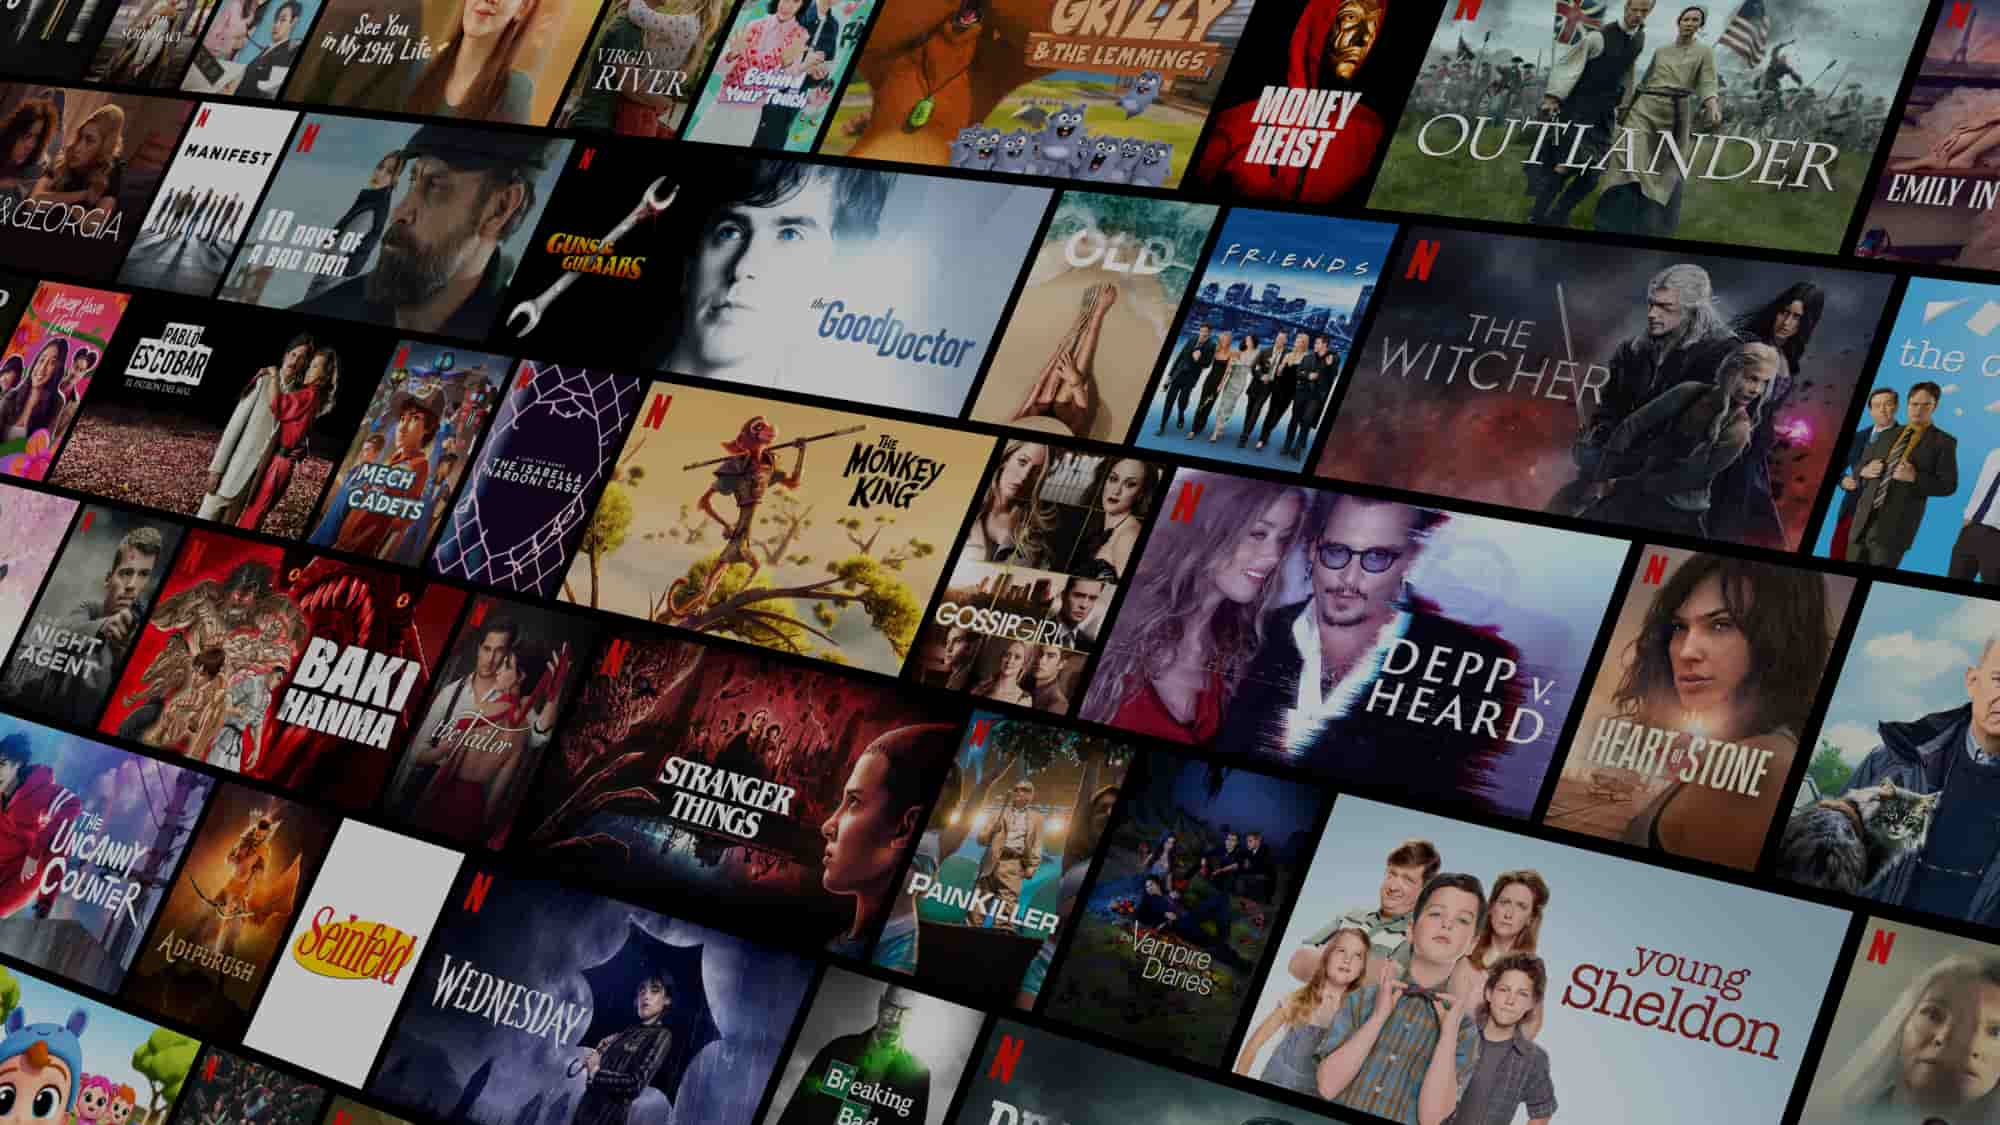 See You
in My 19th Life
VIRGIN
RIVER
Behind
Your Touch
GRIZZY
& THE LEMMINGS
MONEY
HEIST
N
OUTLANDER
N
EMILY IN
& GEORGIA
N
MANIFEST
N
10 DAYS OF
A BAD MAN
N
GUNS &
GULAABS
the GoodDoctor
OLD
FRIENDS
N
THE
WITCHER
the
Never Have
I Ever
PABLO
ESCOBAR
EL PATRÓN DEL MAL
N
MECH
CADETS
N
THE ISABELLA
NARDONI CASE
N
THE
MONKEY
KING
GOSSIP GIRL
N
DEPP V.
HEARD
N
HEART OF STONE
N
NIGHT
AGENT
N
BAKI
HANMA
N
the Tailor
N
STRANGER
THINGS
N
PAINKILLER
Vampire
Diaries
young
Sheldon
N
THE
UNCANNY
COUNTER
ADIPURUSH
Seinfeld
N
WEDNESDAY
Breaking
Bad
N
N
N